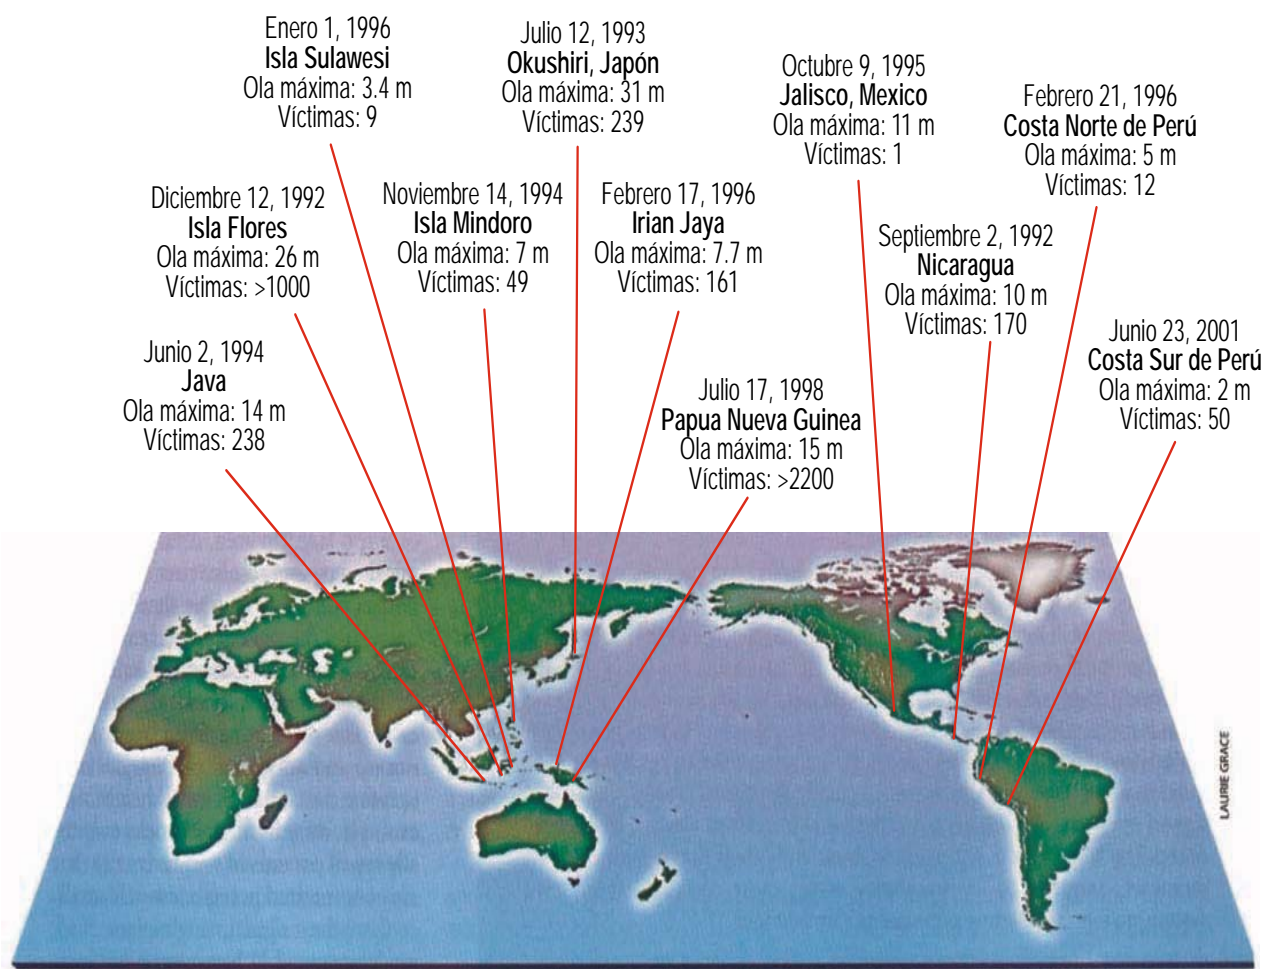 Enero 1, 1996
Isla Sulawesi
Ola máxima: 3.4 m
Víctimas: 9
Julio 12, 1993
Okushiri, Japón
Ola máxima: 31 m
Víctimas: 239
Octubre 9, 1995
Jalisco, Mexico
Ola máxima: 11 m
Víctimas: 1
Febrero 21, 1996
Costa Norte de Perú
Ola máxima: 5 m
Víctimas: 12
Diciembre 12, 1992
Isla Flores
Ola máxima: 26 m
Víctimas: >1000
Noviembre 14, 1994
Isla Mindoro
Ola máxima: 7 m
Víctimas: 49
Febrero 17, 1996
Irian Jaya
Ola máxima: 7.7 m
Víctimas: 161
Septiembre 2, 1992
Nicaragua
Ola máxima: 10 m
Víctimas: 170
Junio 23, 2001
Costa Sur de Perú
Ola máxima: 2 m
Víctimas: 50
Junio 2, 1994
Java
Ola máxima: 14 m
Víctimas: 238
Julio 17, 1998
Papua Nueva Guinea
Ola máxima: 15 m
Víctimas: >2200
LAURIE GRACE